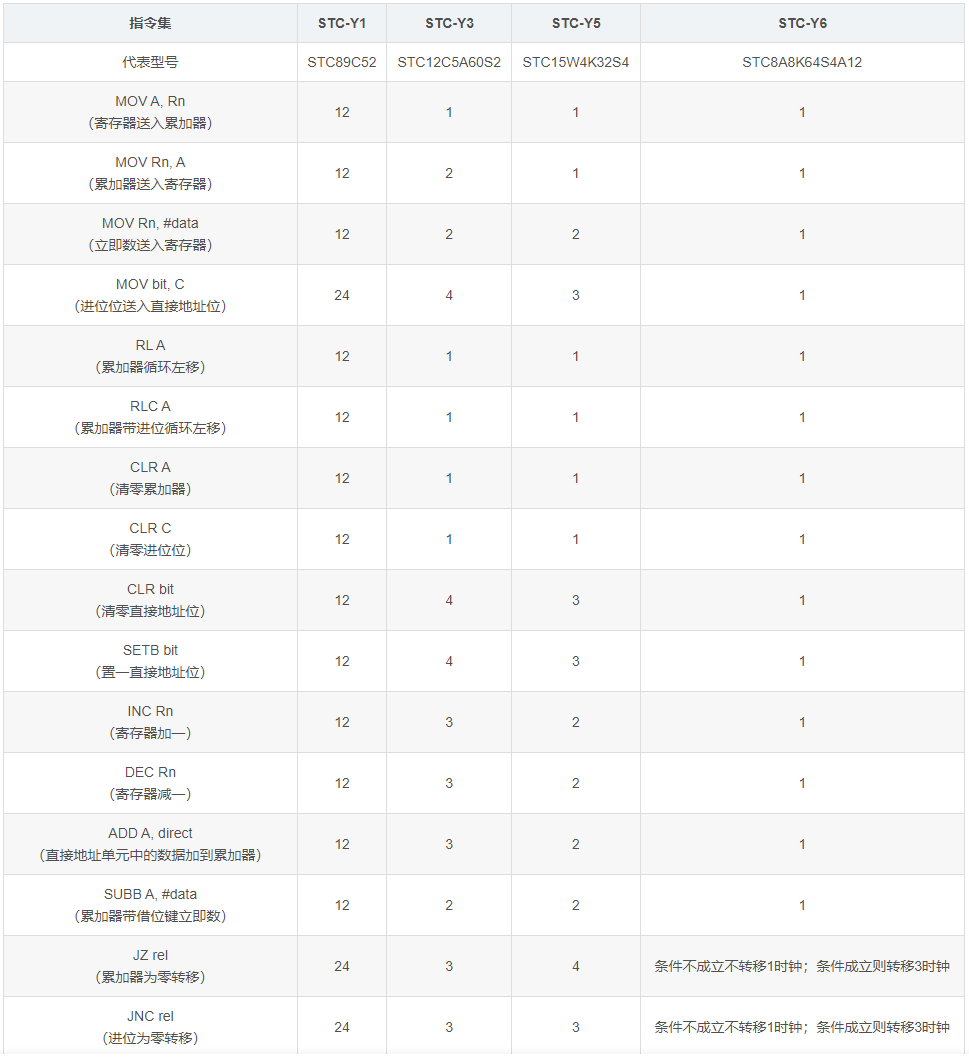 指令集 STC-Y1 STC-Y3 STC-Y5 STC-Y6
代表型号 STC89C52 STC12C5A60S2 STC15W4K32S4 STC8A8K64S4A12
MOV A, Rn
（寄存器送入累加器）
12 1 1 1
MOV Rn, A
（累加器送入寄存器）
12 2 1 1
MOV Rn, #data
（立即数送入寄存器）
12 2 2 1
MOV bit, C
（进位位送入直接地址位）
24 4 3 1
RL A
（累加器循环左移）
12 1 1 1
RLC A
（累加器带进位循环左移）
12 1 1 1
CLR A
（清零累加器）
12 1 1 1
CLR C
（清零进位位）
12 1 1 1
CLR bit
（清零直接地址位）
12 4 3 1
SETB bit
（置一直接地址位）
12 4 3 1
INC Rn
（寄存器加一）
12 3 2 1
DEC Rn
（寄存器减一）
12 3 2 1
ADD A, direct
（直接地址单元中的数据加到累加器）
12 3 2 1
SUBB A, #data
（累加器带借位键立即数）
12 2 2 1
JZ rel
（累加器为零转移）
24 3 4 条件不成立不转移1时钟；条件成立则转移3时钟
JNC rel
（进位为零转移）
24 3 3 条件不成立不转移1时钟；条件成立则转移3时钟